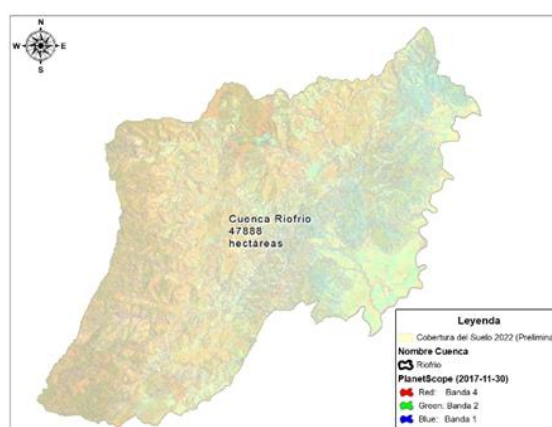 N
W E
S
Cuenca Riofrio
47888
hectáreas
Leyenda
Cobertura del Suelo 2022 (Prelimina
Nombre Cuenca
Riofrio
PlanetScope (2017-11-30)
Red: Banda 4
Green: Banda 2
Blue: Banda 1